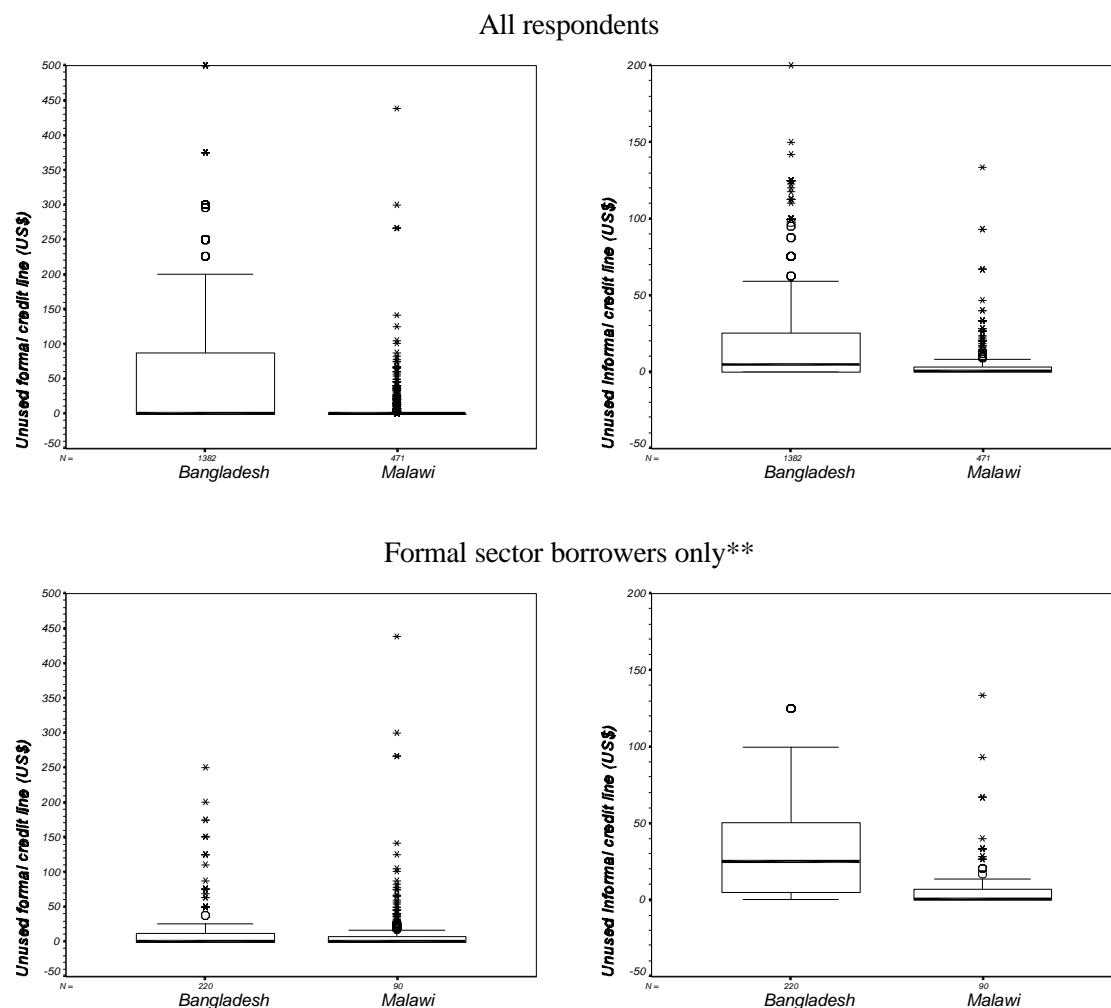 All respondents
500
450
400
350
300
250
200
150
100
50
0
-50
Unused formal credit line (US$)
N =
1382
471
Bangladesh
Malawi
200
150
100
50
0
-50
Unused Informal credit line (US$)
N =
1382
471
Bangladesh
Malawi
Formal sector borrowers only**
500
450
400
350
300
250
200
150
100
50
0
-50
Unused formal credit line (US$)
N =
220
90
Bangladesh
Malawi
200
150
100
50
0
-50
Unused Informal credit line (US$)
N =
220
90
Bangladesh
Malawi